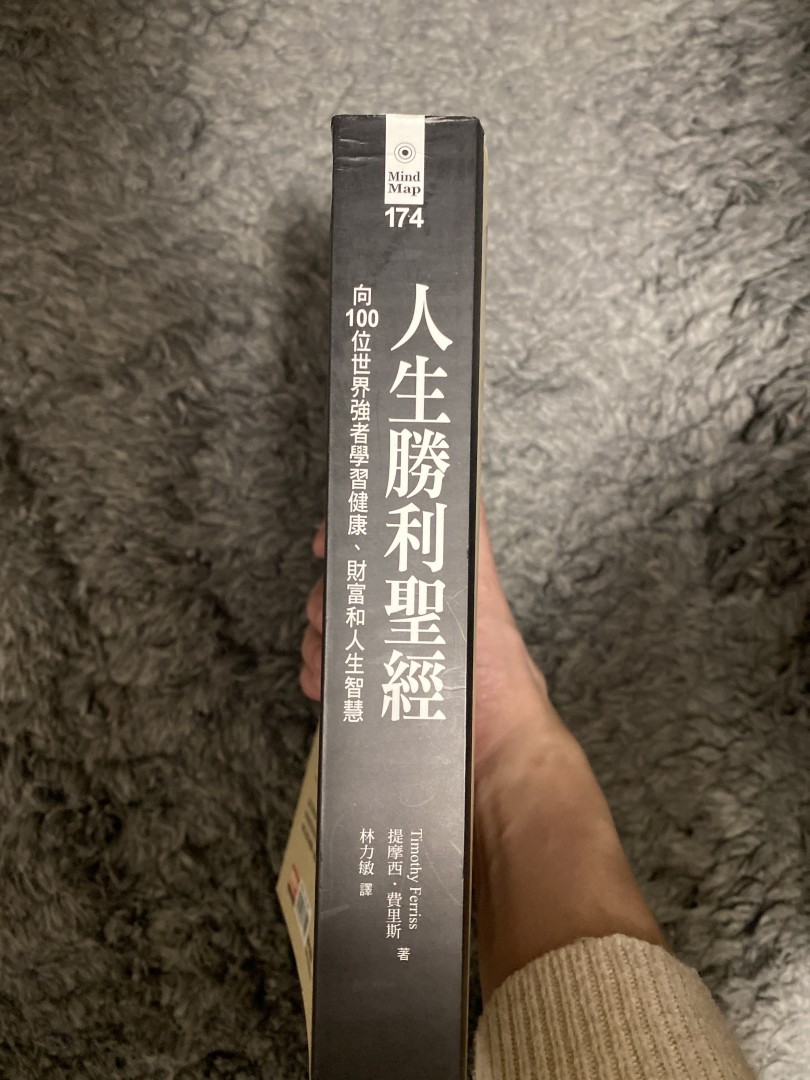 Mind
Map
174
人生勝利聖經
向100位世界強者學習健康、財富和人生智慧
Timothy Ferriss
提摩西・費里斯 著
林力敏 譯